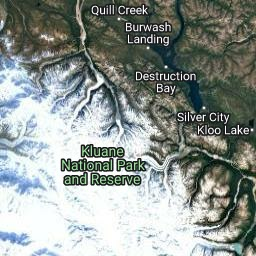 Quill Creek
Burwash
Landing
Destruction
Bay
Silver City
Kloo Lake
Kluane
National Park
and Reserve